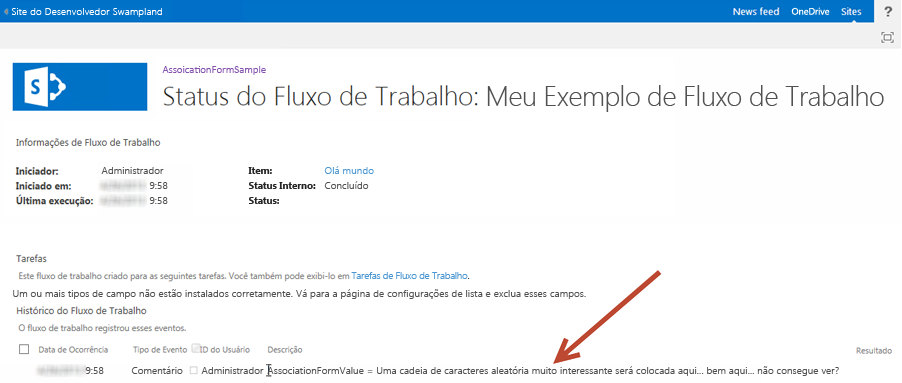 Site do Desenvolvedor Swampland News feed OneDrive Sites ?
AssoicationFormSample
S
Status do Fluxo de Trabalho: Meu Exemplo de Fluxo de Trabalho
Informações de Fluxo de Trabalho
Iniciador: Administrador Item: Olá mundo
Iniciado em: 9:58 Status Interno: Concluído
Última execução: 9:58 Status:
Tarefas
Este fluxo de trabalho criado para as seguintes tarefas. Você também pode exibi-lo em Tarefas de Fluxo de Trabalho.
Um ou mais tipos de campo não estão instalados corretamente. Vá para a página de configurações de lista e exclua esses campos.
Histórico do Fluxo de Trabalho
O fluxo de trabalho registrou esses eventos.
Data de Ocorrência Tipo de Evento ID do Usuário Descrição Resultado
9:58 Comentário Administrador AssociationFormValue = Uma cadeia de caracteres aleatória muito interessante será colocada aqui... bem aqui... não consegue ver?